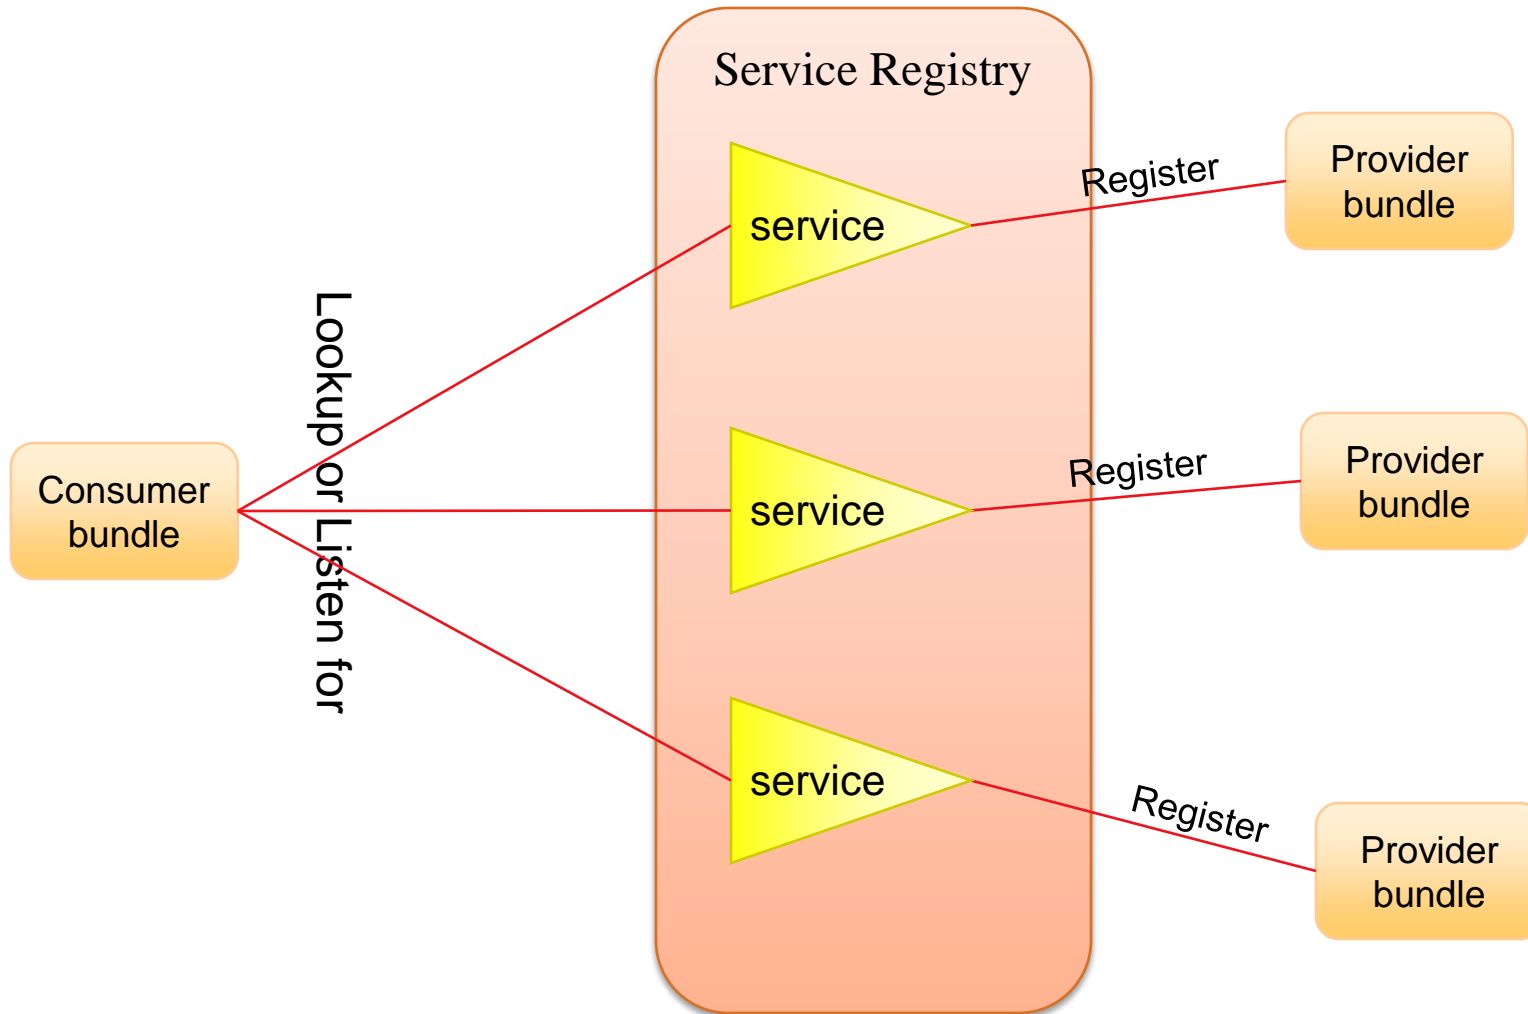 Service Registry
service
Register
Provider
bundle
Lookup or Listen for
Consumer
bundle
service
Register
Provider
bundle
service
Register
Provider
bundle